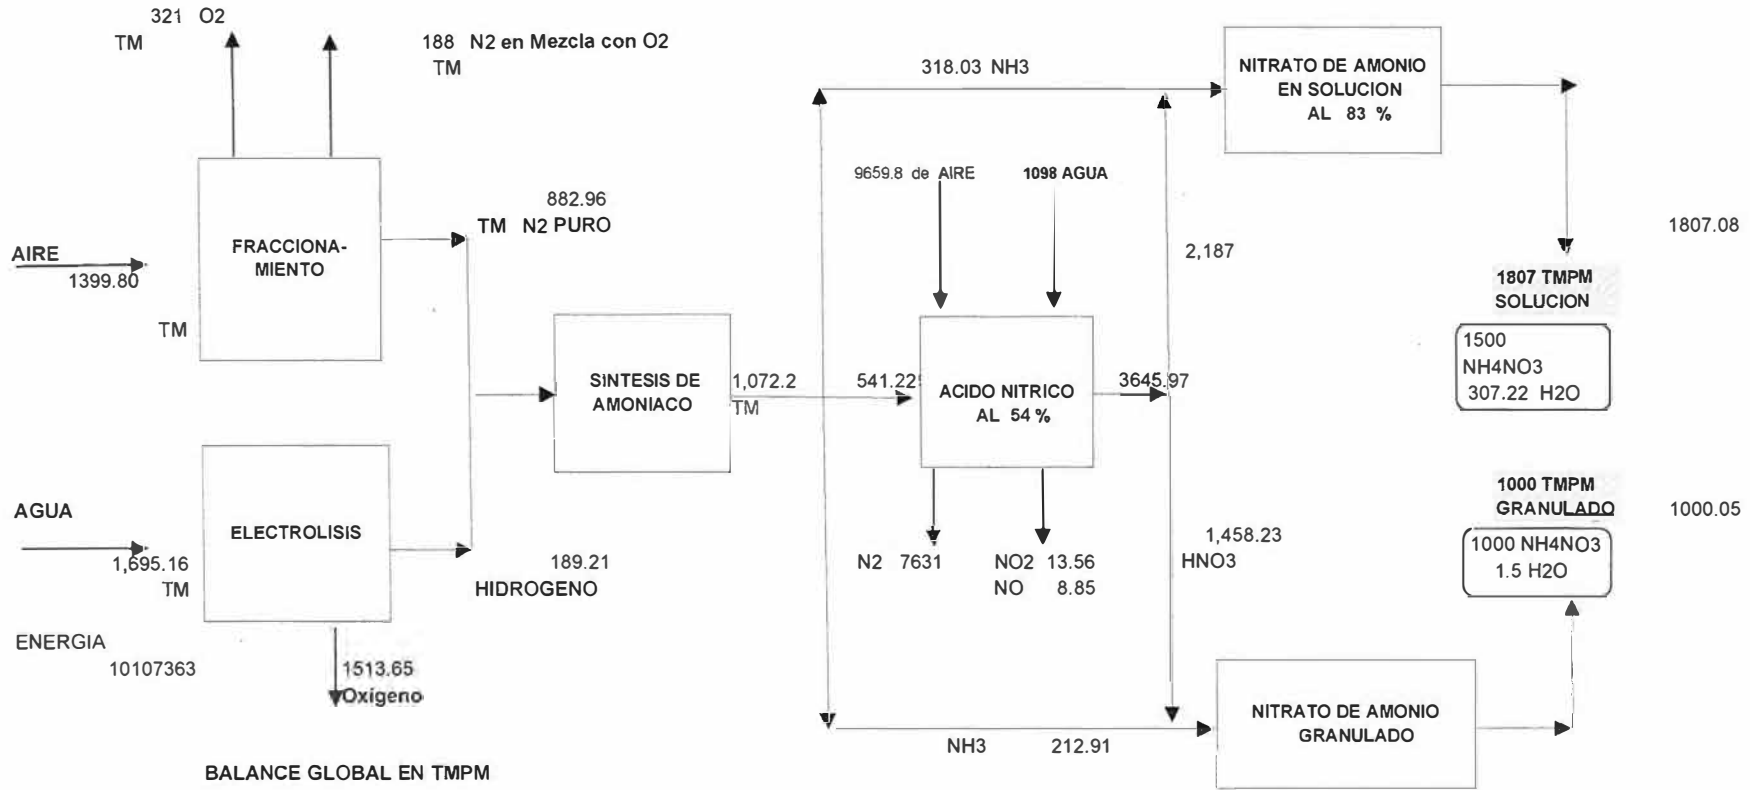 321 O2
TM
188 N2 en Mezcla con O2
TM
AIRE
1399.80
TM
FRACCIONA-
MIENTO
882.96
TM N2 PURO
AGUA
1,695.16
TM
ENERGIA
10107363
ELECTROLISIS
189.21
HIDROGENO
1513.65
Oxígeno
SINTESIS DE
AMONIACO
1,072.2
TM
541.22
318.03 NH3
9659.8 de AIRE
1098 AGUA
ACIDO NITRICO
AL 54 %
3645.97
2,187
N2 7631
NO2 13.56
NO 8.85
1,458.23
HNO3
NH3 212.91
NITRATO DE AMONIO
EN SOLUCION
AL 83 %
1807.08
1807 TMPM
SOLUCION
1500
NH4NO3
307.22 H2O
1000 TMPM
GRANULADO
1000.05
1000 NH4NO3
1.5 H2O
NITRATO DE AMONIO
GRANULADO
BALANCE GLOBAL EN TMPM